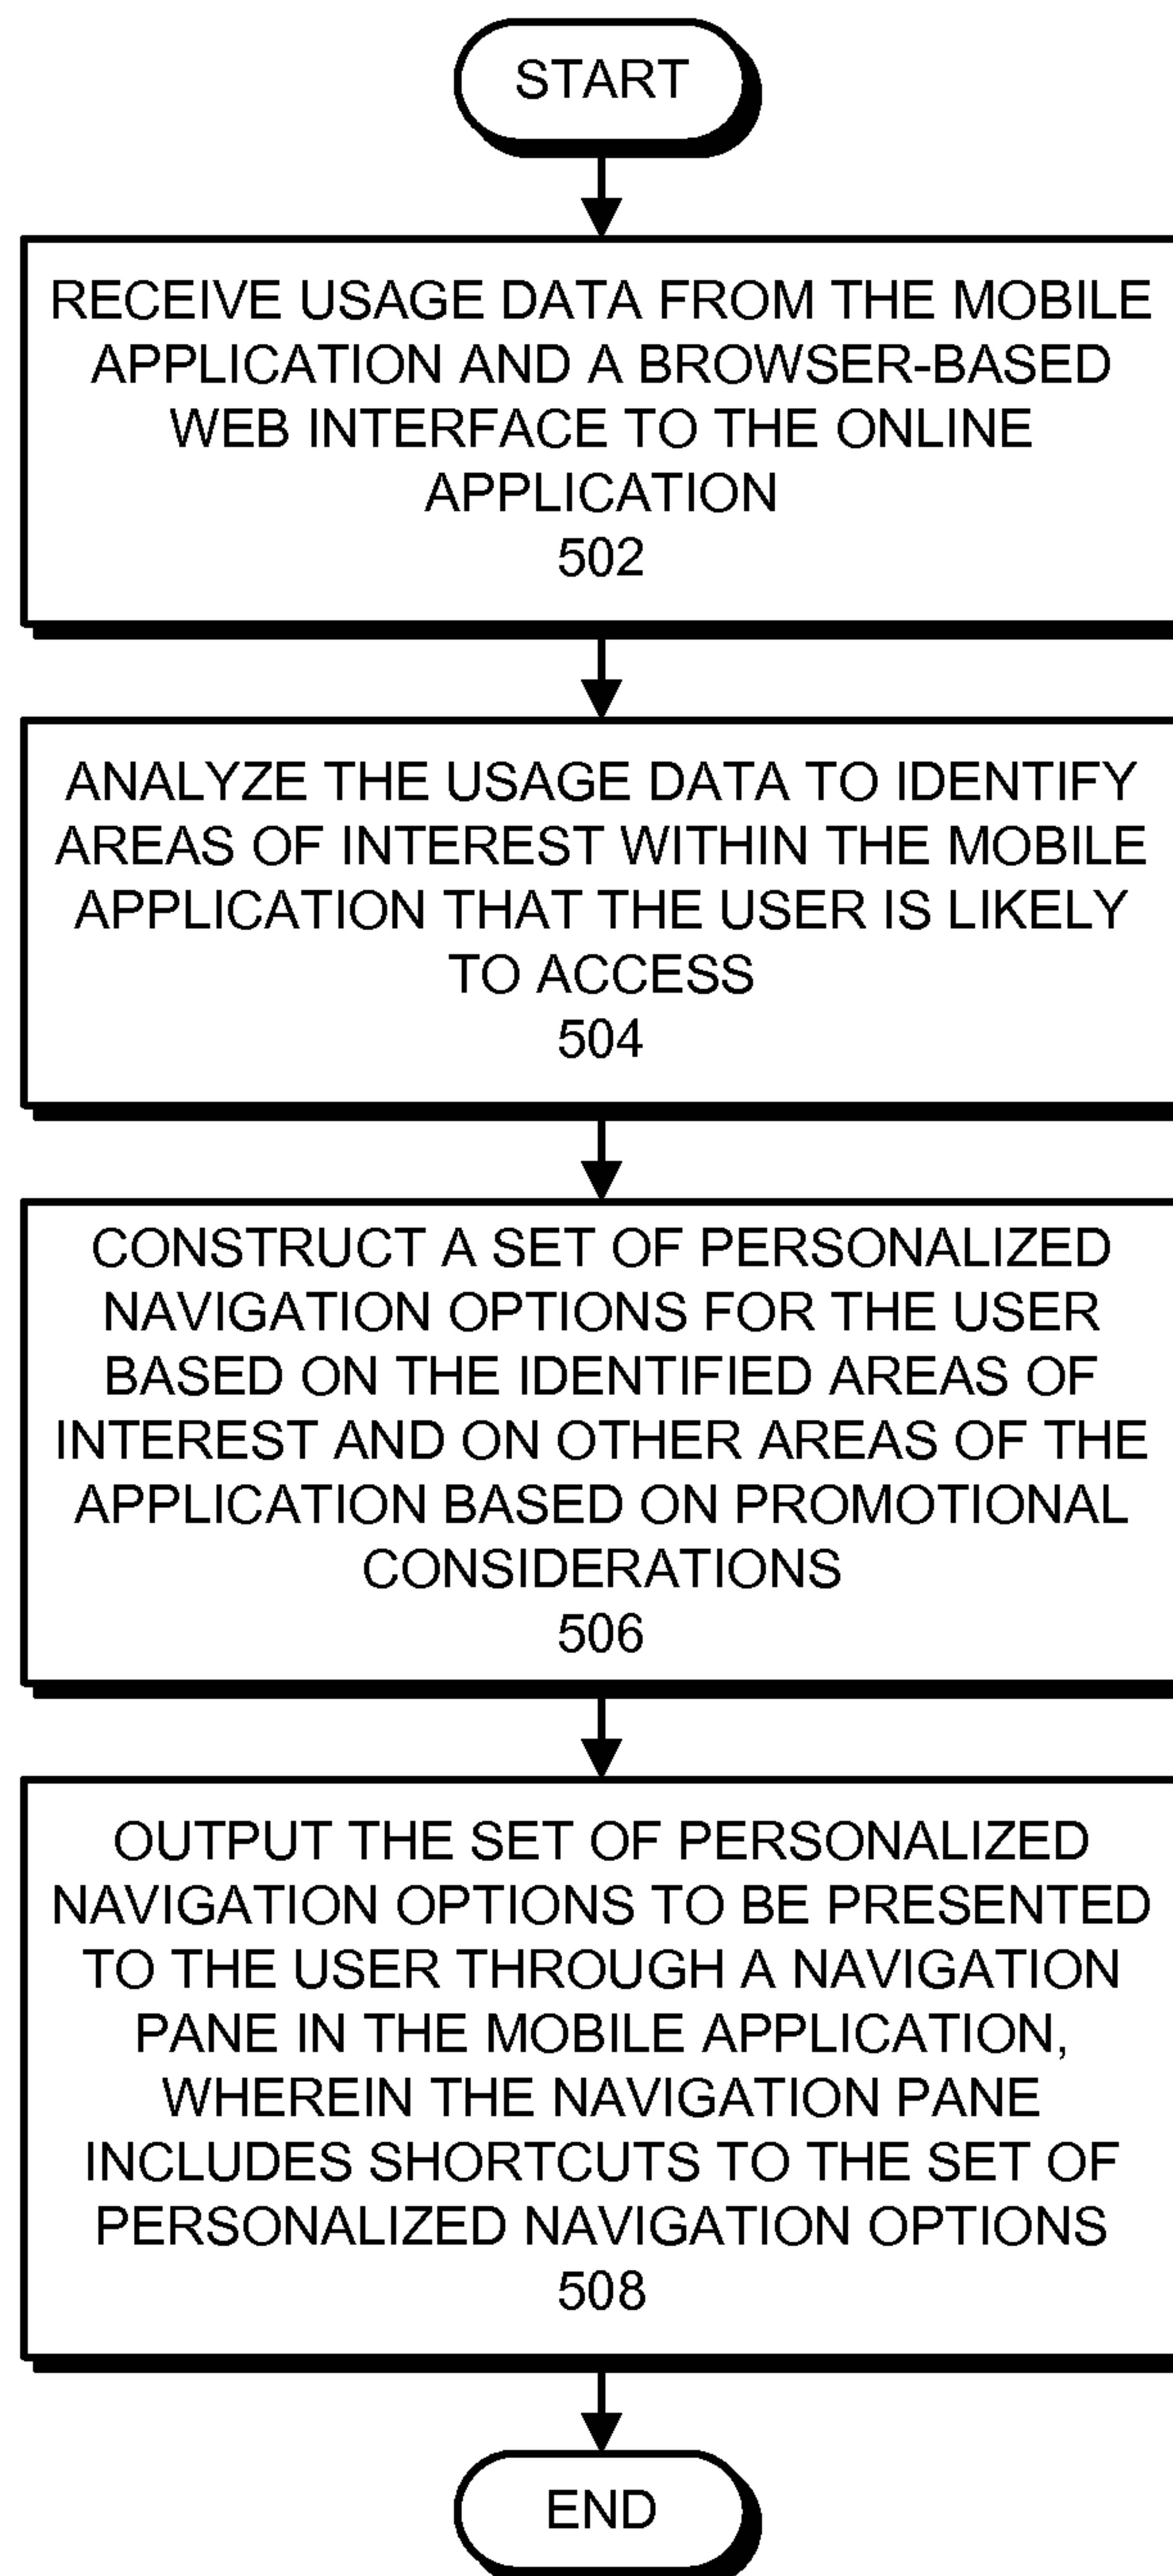 START
RECEIVE USAGE DATA FROM THE MOBILE
APPLICATION AND A BROWSER-BASED
WEB INTERFACE TO THE ONLINE
APPLICATION
502
ANALYZE THE USAGE DATA TO IDENTIFY
AREAS OF INTEREST WITHIN THE MOBILE
APPLICATION THAT THE USER IS LIKELY
TO ACCESS
504
CONSTRUCT A SET OF PERSONALIZED
NAVIGATION OPTIONS FOR THE USER
BASED ON THE IDENTIFIED AREAS OF
INTEREST AND ON OTHER AREAS OF THE
APPLICATION BASED ON PROMOTIONAL
CONSIDERATIONS
506
OUTPUT THE SET OF PERSONALIZED
NAVIGATION OPTIONS TO BE PRESENTED
TO THE USER THROUGH A NAVIGATION
PANE IN THE MOBILE APPLICATION,
WHEREIN THE NAVIGATION PANE
INCLUDES SHORTCUTS TO THE SET OF
PERSONALIZED NAVIGATION OPTIONS
508
END